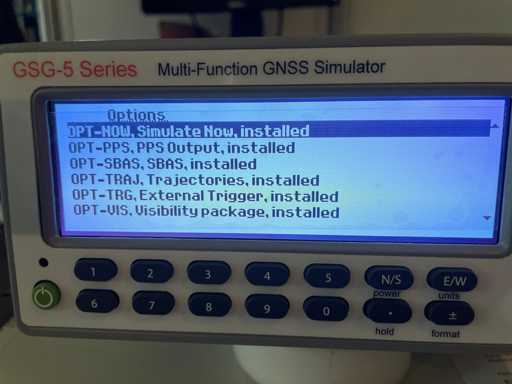 GSG-5 Series Multi-Function GNSS Simulator
Options
OPT-NOW, Simulate Now, installed
OPT-PPS, PPS Output, installed
OPT-SBAS, SBAS, installed
OPT-TRAJ, Trajectories, installed
OPT-TRG, External Trigger, installed
OPT-VIS, Visibility package, installed
1 2 3 4 5 N/S E/W
power units
6 7 8 9 0 . ±
hold format